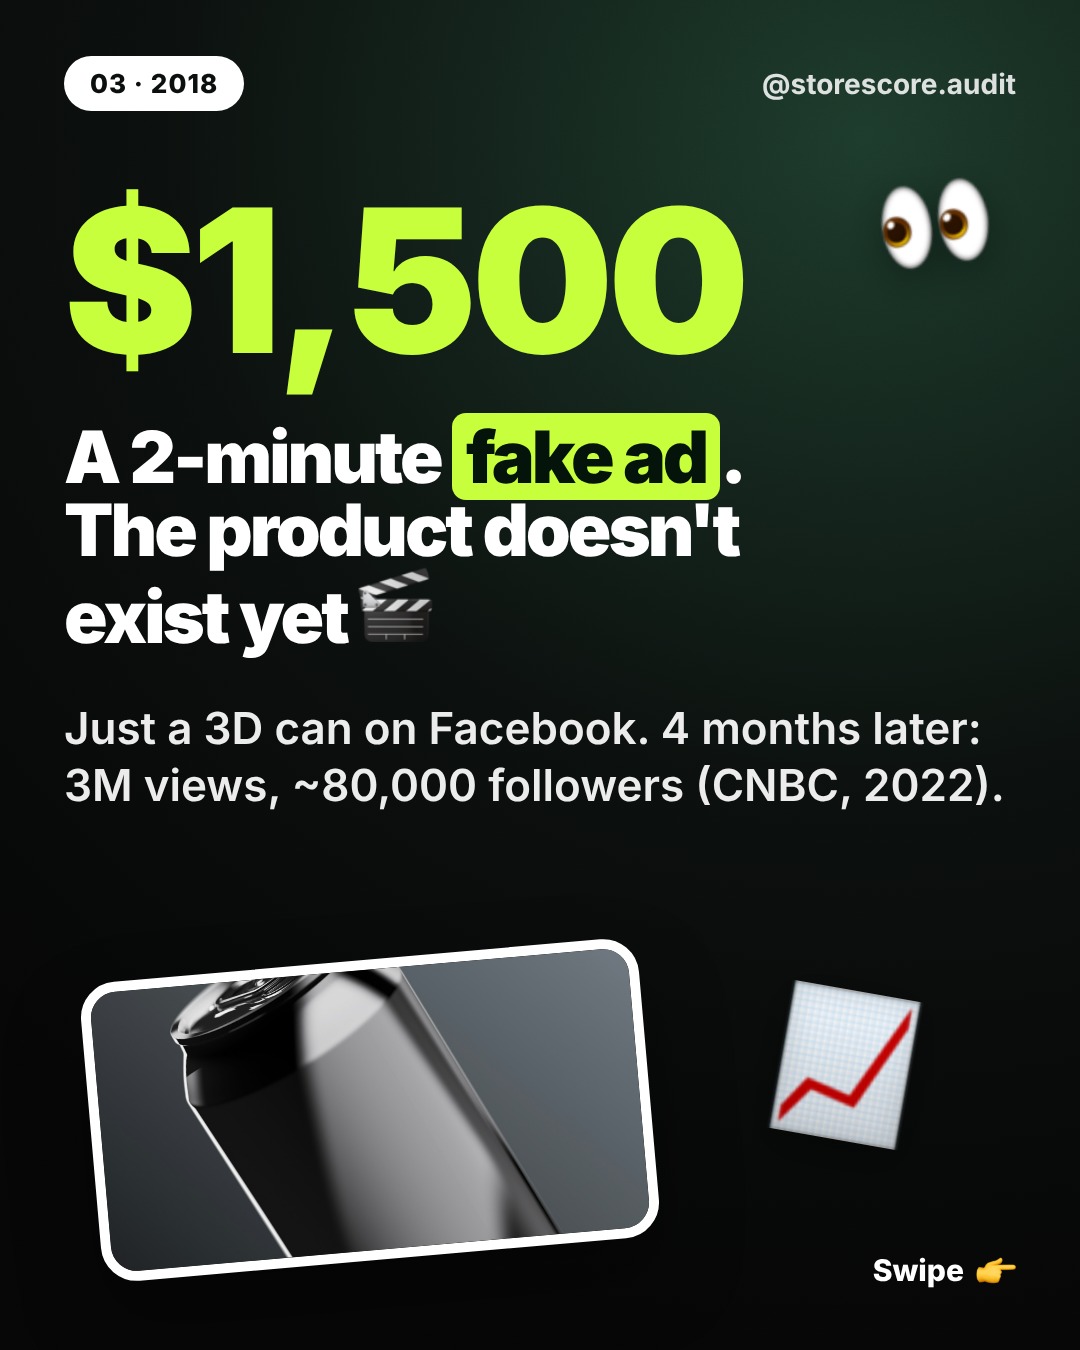 03 · 2018
@storescore.audit
$1,500
A 2-minute fake ad.
The product doesn't
exist yet 🎬
Just a 3D can on Facebook. 4 months later:
3M views, ~80,000 followers (CNBC, 2022).
Swipe 👉